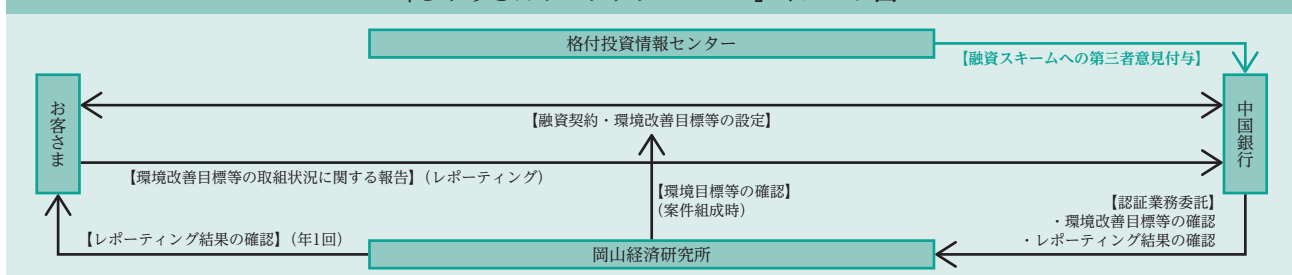 格付投資情報センター
【融資スキームへの第三者意見付与】
お客さま
中国銀行
【融資契約・環境改善目標等の設定】
【環境改善目標等の取組状況に関する報告】（レポーティング）
【環境目標等の確認】
（案件組成時）
【認証業務委託】
・環境改善目標等の確認
・レポーティング結果の確認
【レポーティング結果の確認】（年1回）
岡山経済研究所